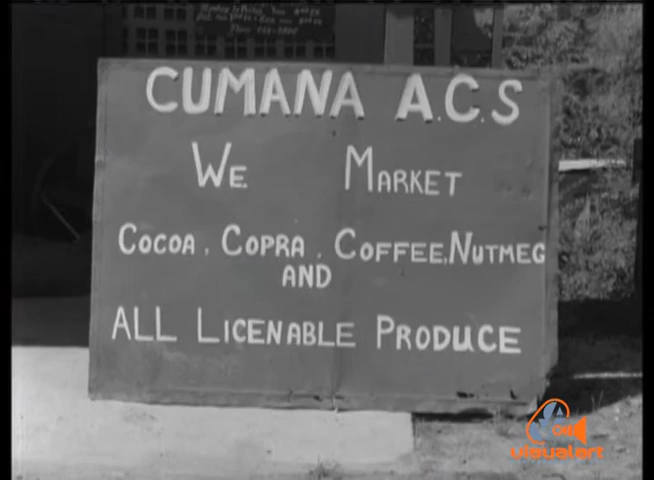 CUMANA A.C.S
WE MARKET
COCOA, COPRA, COFFEE, NUTMEG
AND
ALL LICENABLE PRODUCE
visualart